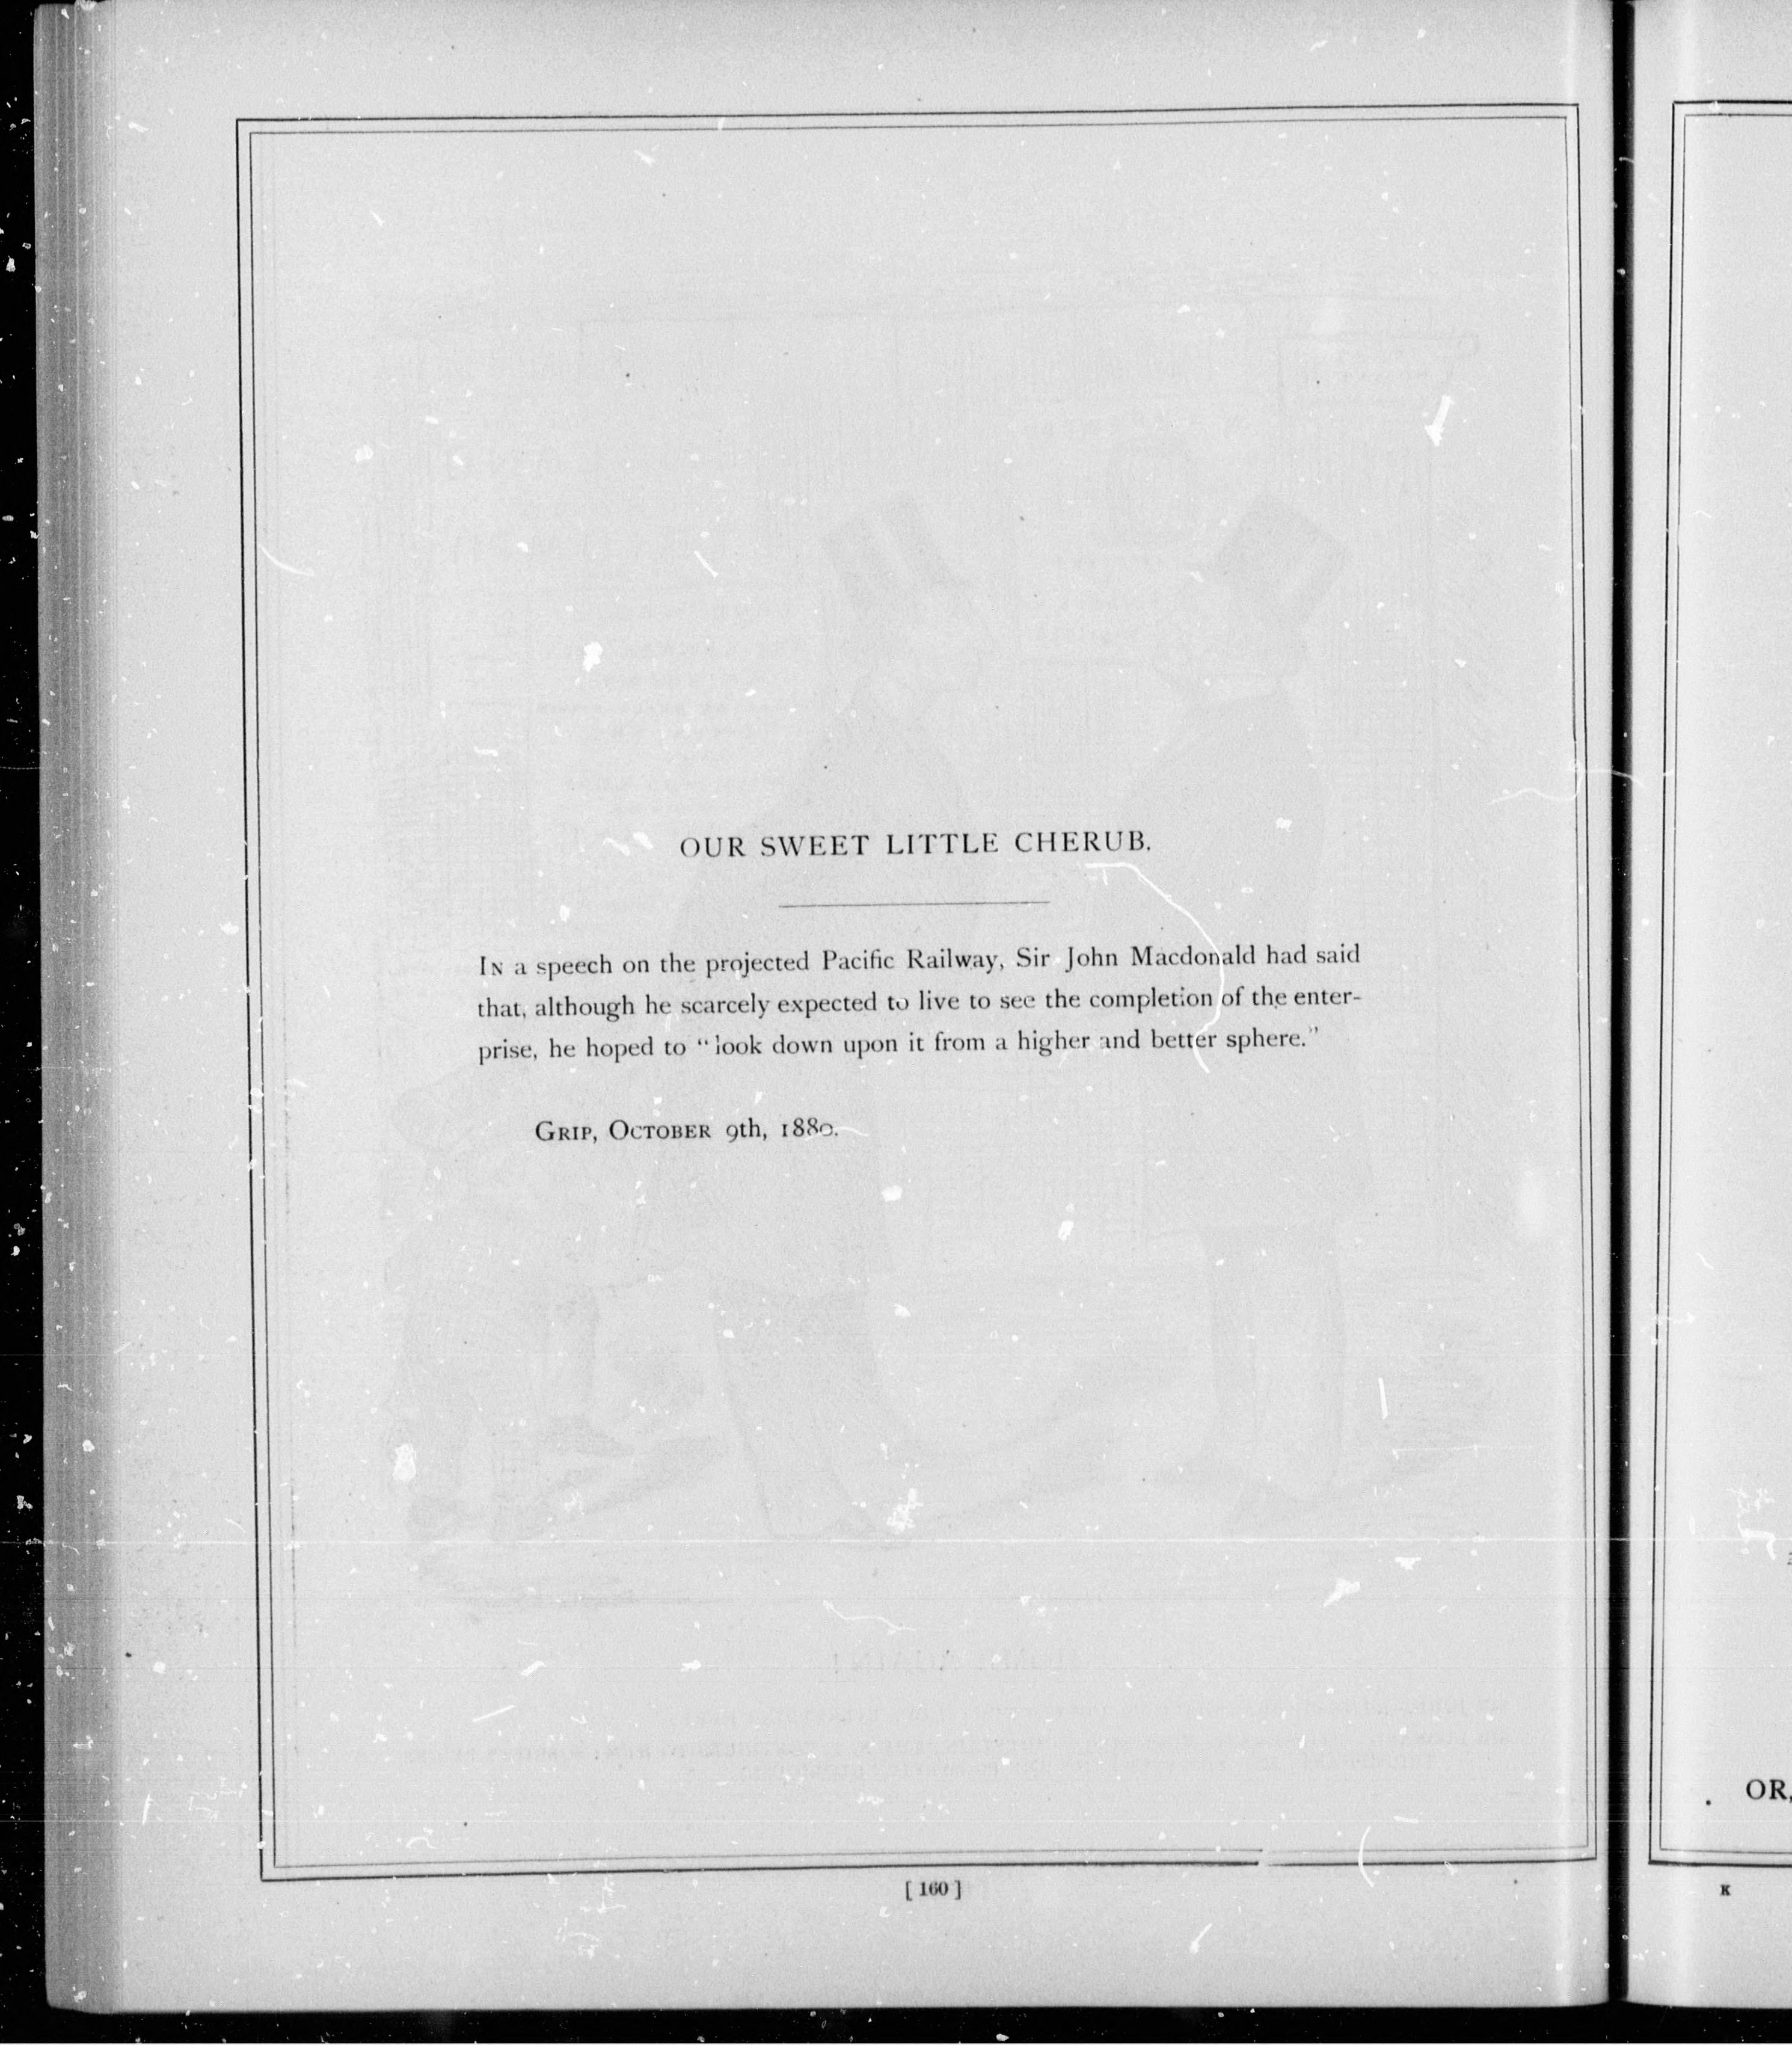 OUR SWEET LITTLE CHERUB.
IN a speech on the projected Pacific Railway, Sir John Macdonald had said
that, although he scarcely expected to live to see the completion of the enter-
prise, he hoped to "look down upon it from a higher and better sphere."
GRIP, OCTOBER 9th, 1880.
[ 160 ]
OR,
K